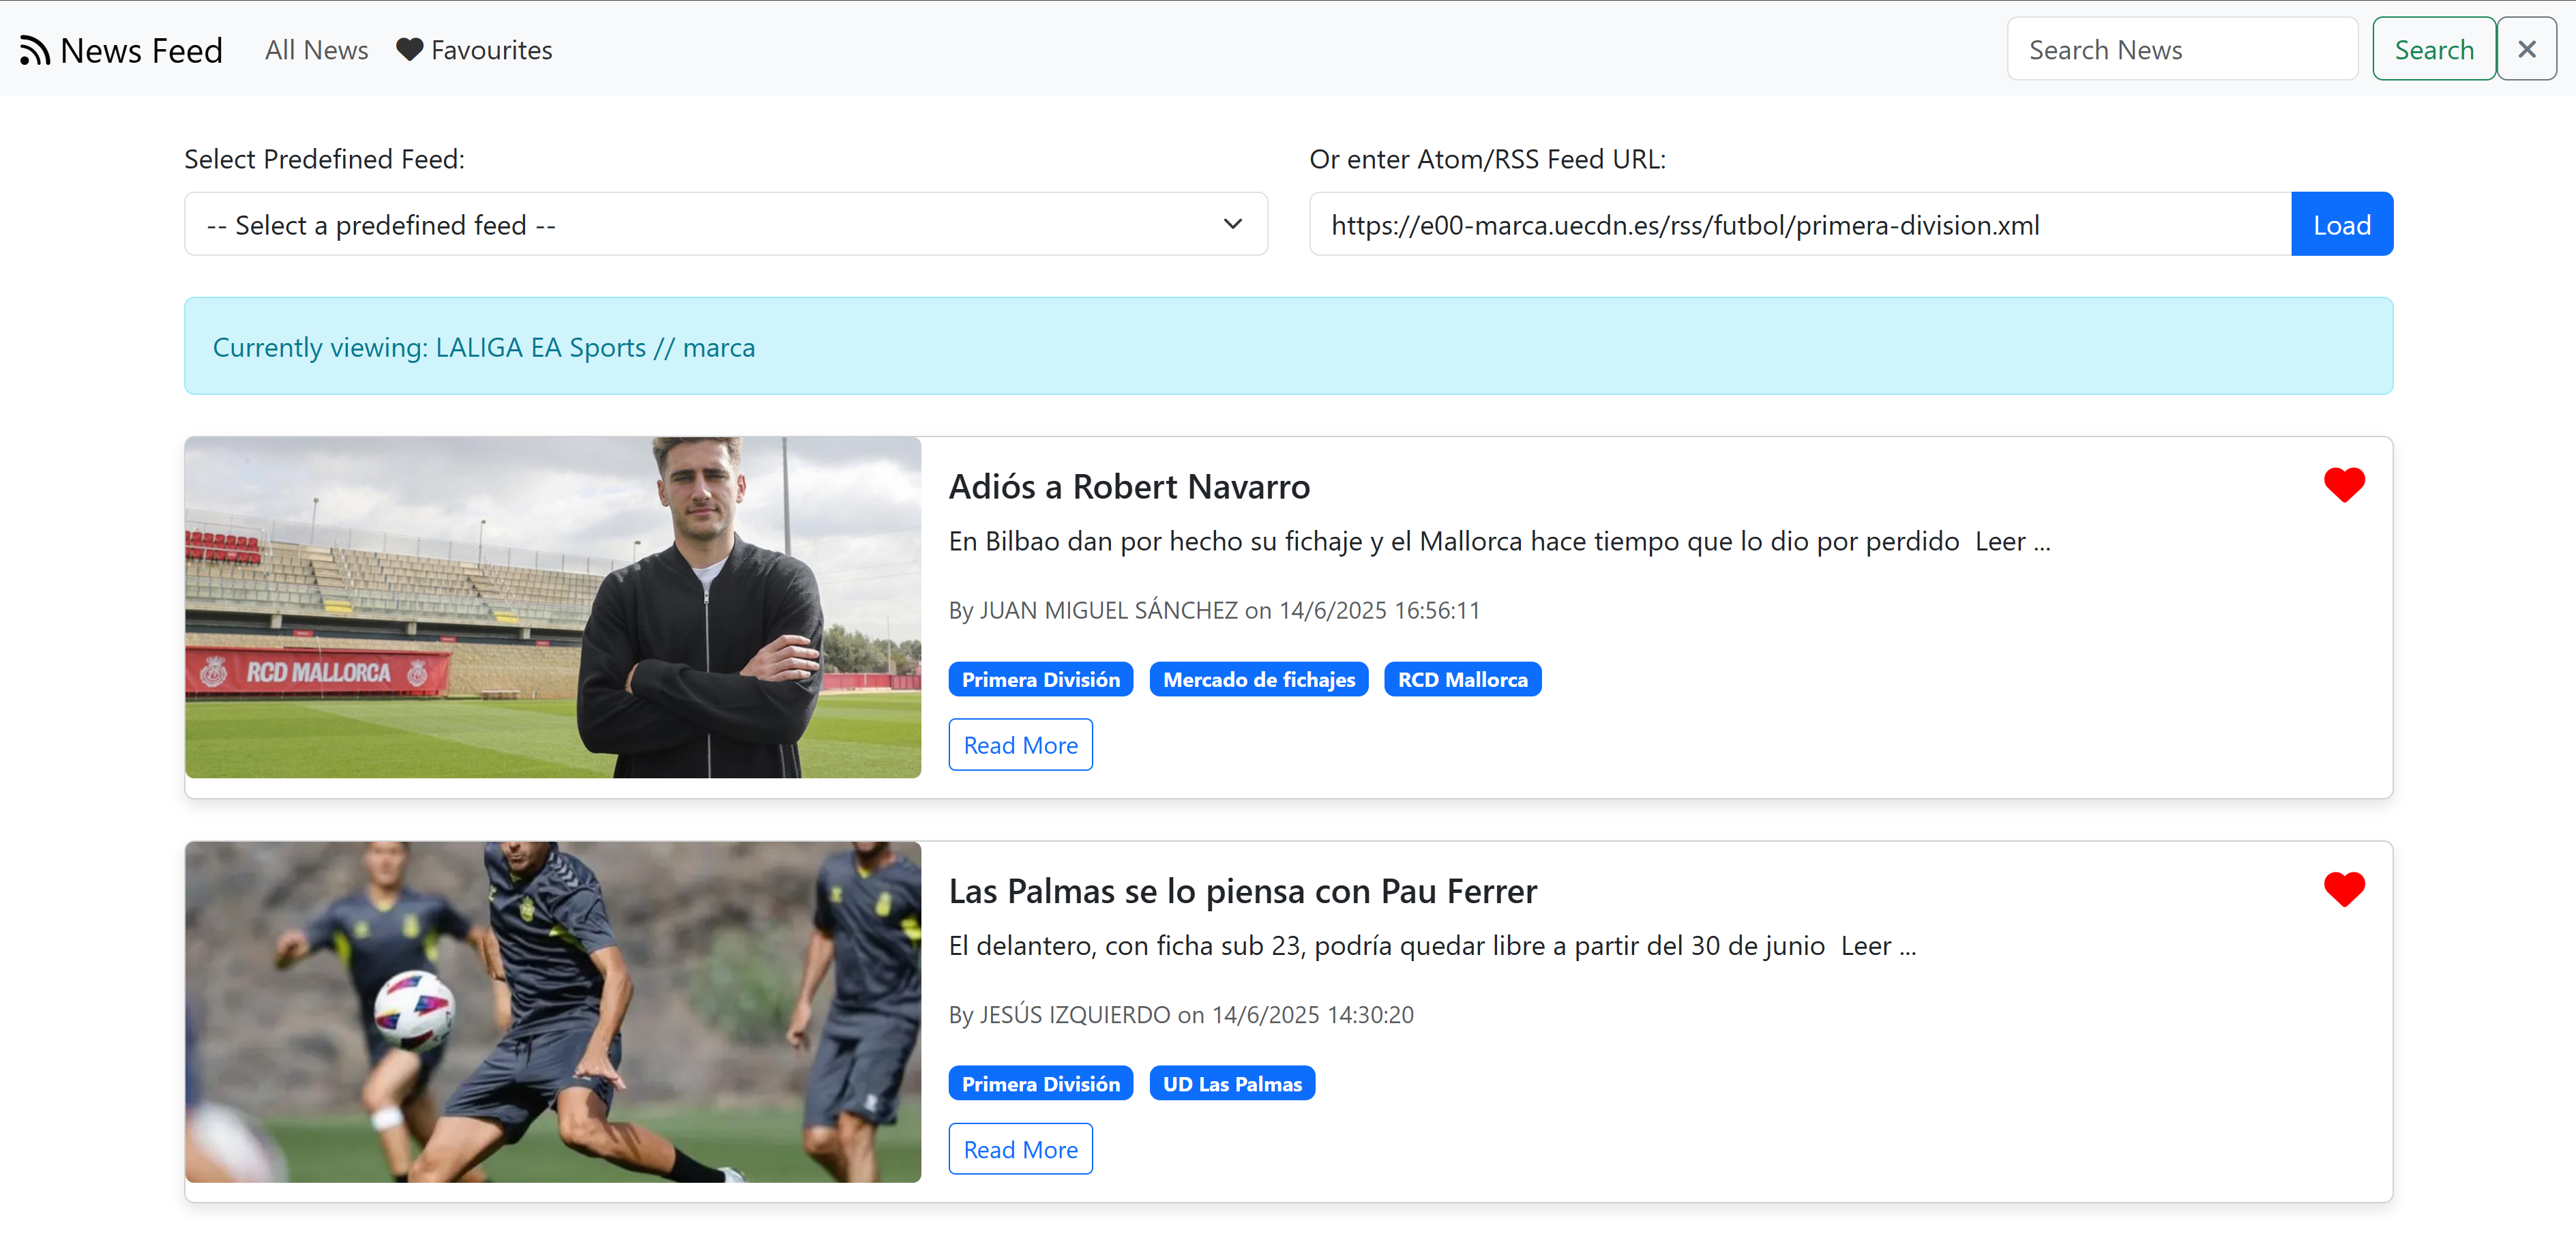 News Feed All News Favourites Search News Search
Select Predefined Feed: Or enter Atom/RSS Feed URL:
-- Select a predefined feed -- https://e00-marca.uecdn.es/rss/futbol/primera-division.xml Load
Currently viewing: LALIGA EA Sports // marca
Adiós a Robert Navarro
En Bilbao dan por hecho su fichaje y el Mallorca hace tiempo que lo dio por perdido Leer ...
By JUAN MIGUEL SÁNCHEZ on 14/6/2025 16:56:11
RCD MALLORCA
Primera División Mercado de fichajes RCD Mallorca
Read More
Las Palmas se lo piensa con Pau Ferrer
El delantero, con ficha sub 23, podría quedar libre a partir del 30 de junio Leer ...
By JESÚS IZQUIERDO on 14/6/2025 14:30:20
Primera División UD Las Palmas
Read More